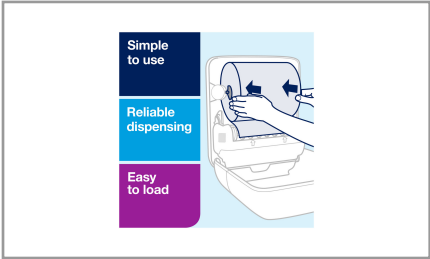 Simple
to use
Reliable
dispensing
Easy
to load